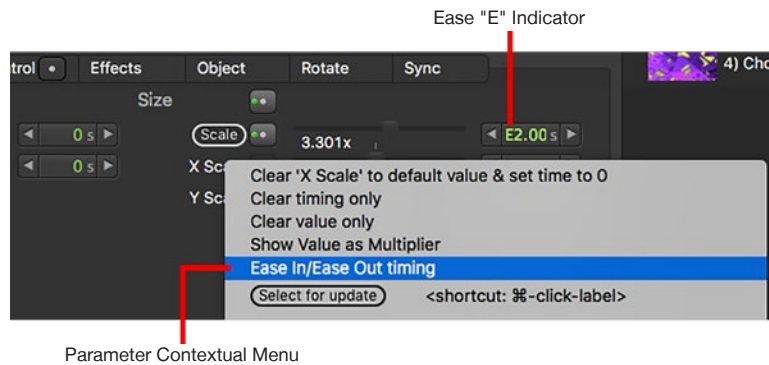 Ease "E" Indicator
trol Effects Object Rotate Sync 4) Cho
Size
0 s Scale 3.301x E2.00 s
0 s X Sc
Y Sc
Clear 'X Scale' to default value & set time to 0
Clear timing only
Clear value only
Show Value as Multiplier
Ease In/Ease Out timing
Select for update <shortcut: ⌘-click-label>
Parameter Contextual Menu